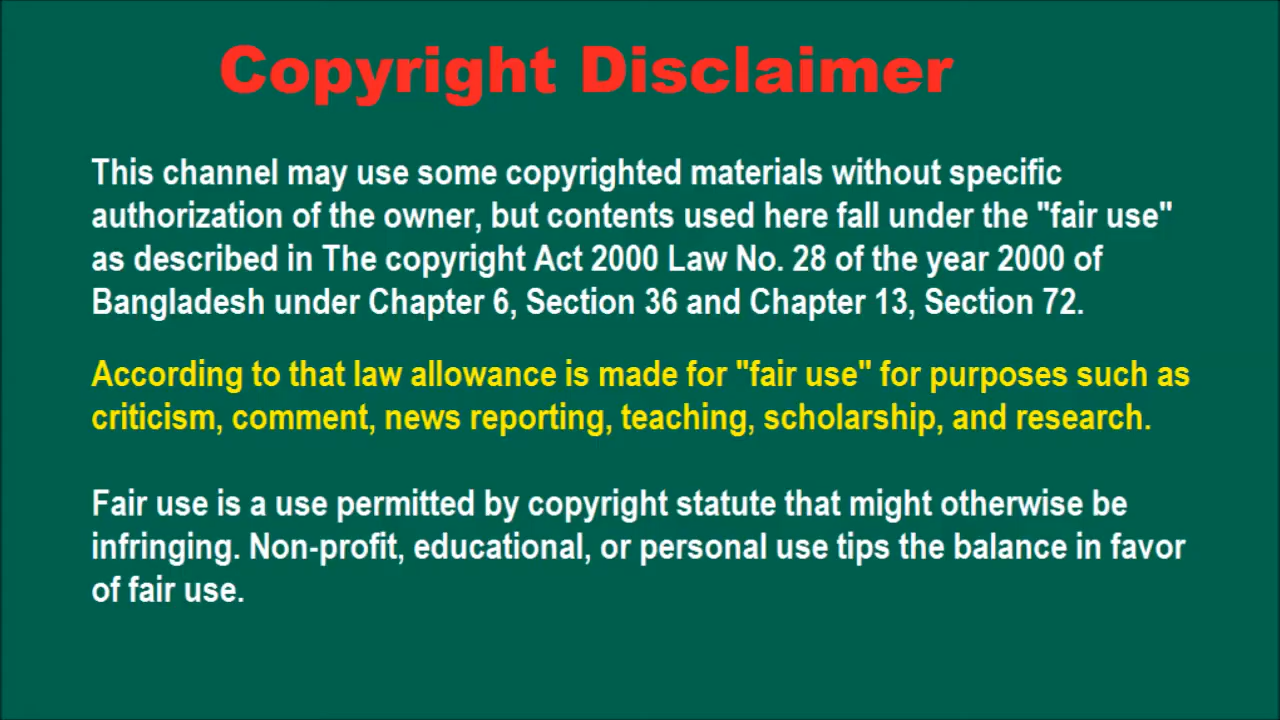 Copyright Disclaimer
This channel may use some copyrighted materials without specific
authorization of the owner, but contents used here fall under the "fair use"
as described in The copyright Act 2000 Law No. 28 of the year 2000 of
Bangladesh under Chapter 6, Section 36 and Chapter 13, Section 72.
According to that law allowance is made for "fair use" for purposes such as
criticism, comment, news reporting, teaching, scholarship, and research.
Fair use is a use permitted by copyright statute that might otherwise be
infringing. Non-profit, educational, or personal use tips the balance in favor
of fair use.